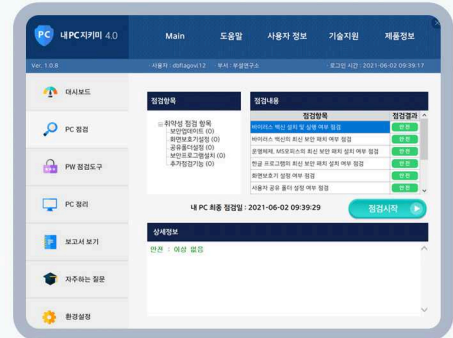 PC 내PC지키미 4.0
Main 도움말 사용자 정보 기술지원 제품정보
Ver. 1.0.8 · 사용자 : dbflagovi12 · 부서 : 부설연구소 · 로그인 시간 : 2021-06-02 09:39:17
대시보드
PC 점검
PW 점검도구
PC 정리
보고서 보기
자주하는 질문
환경설정
점검항목
취약성 점검 항목
보안업데이트 (0)
화면보호기설정 (0)
공유폴더설정 (0)
보안프로그램설치 (0)
추가점검기능 (0)
점검내용
점검항목 점검결과
바이러스 백신 설치 및 실행 여부 점검 안전
바이러스 백신의 최신 보안 패치 여부 점검 안전
운영체제, MS오피스의 최신 보안 패치 설치 여부 점검 안전
한글 프로그램의 최신 보안 패치 설치 여부 점검 안전
화면보호기 설정 여부 점검 안전
사용자 공유 폴더 설정 여부 점검 안전
내 PC 최종 점검일 : 2021-06-02 09:39:29 점검시작
상세정보
안전 : 이상 없음